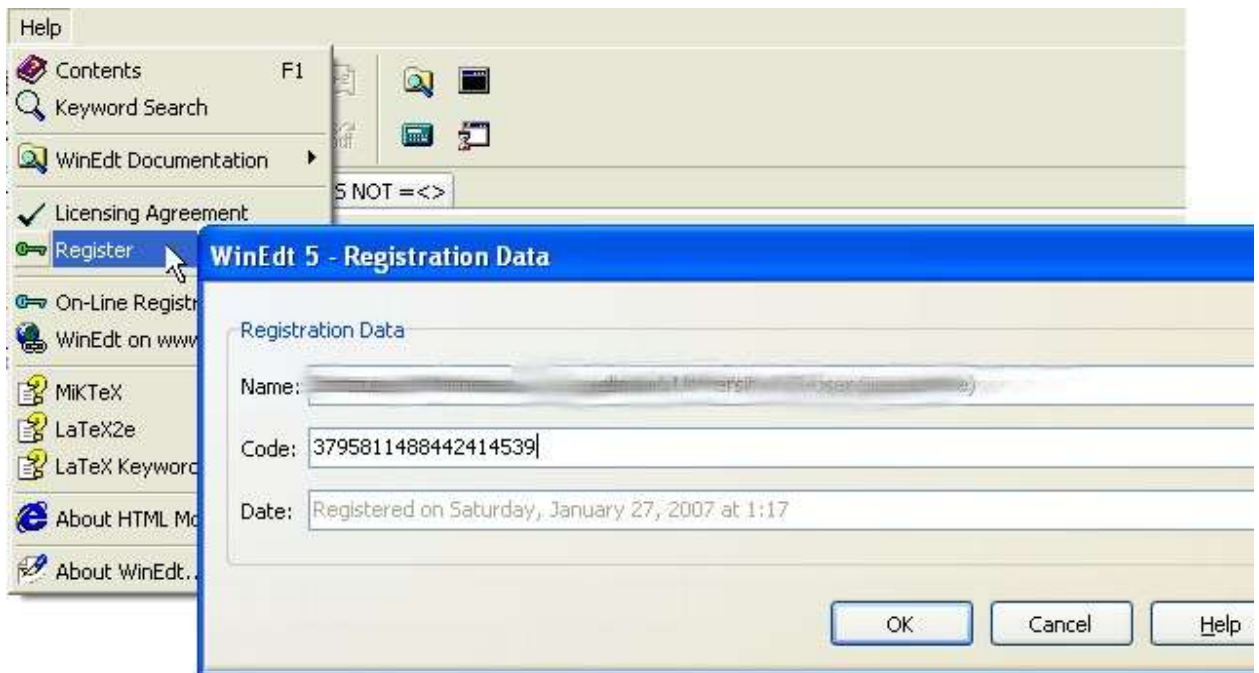 Help
Contents F1
Keyword Search
WinEdt Documentation
S NOT =<>
Licensing Agreement
Register
WinEdt 5 - Registration Data
On-Line Registr
WinEdt on www
Registration Data
Name:
MiKTeX
LaTeX2e
Code: 3795811488442414539
LaTeX Keyword
Date: Registered on Saturday, January 27, 2007 at 1:17
About HTML Mo
About WinEdt..
OK Cancel Help